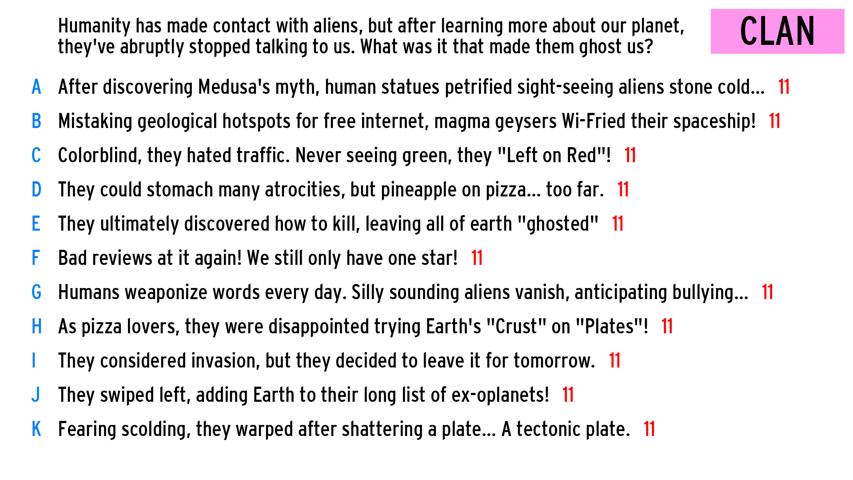 Humanity has made contact with aliens, but after learning more about our planet,
they've abruptly stopped talking to us. What was it that made them ghost us?
CLAN
A After discovering Medusa's myth, human statues petrified sight-seeing aliens stone cold... 11
B Mistaking geological hotspots for free internet, magma geysers Wi-Fried their spaceship! 11
C Colorblind, they hated traffic. Never seeing green, they "Left on Red"! 11
D They could stomach many atrocities, but pineapple on pizza... too far. 11
E They ultimately discovered how to kill, leaving all of earth "ghosted" 11
F Bad reviews at it again! We still only have one star! 11
G Humans weaponize words every day. Silly sounding aliens vanish, anticipating bullying... 11
H As pizza lovers, they were disappointed trying Earth's "Crust" on "Plates"! 11
I They considered invasion, but they decided to leave it for tomorrow. 11
J They swiped left, adding Earth to their long list of ex-oplanets! 11
K Fearing scolding, they warped after shattering a plate... A tectonic plate. 11